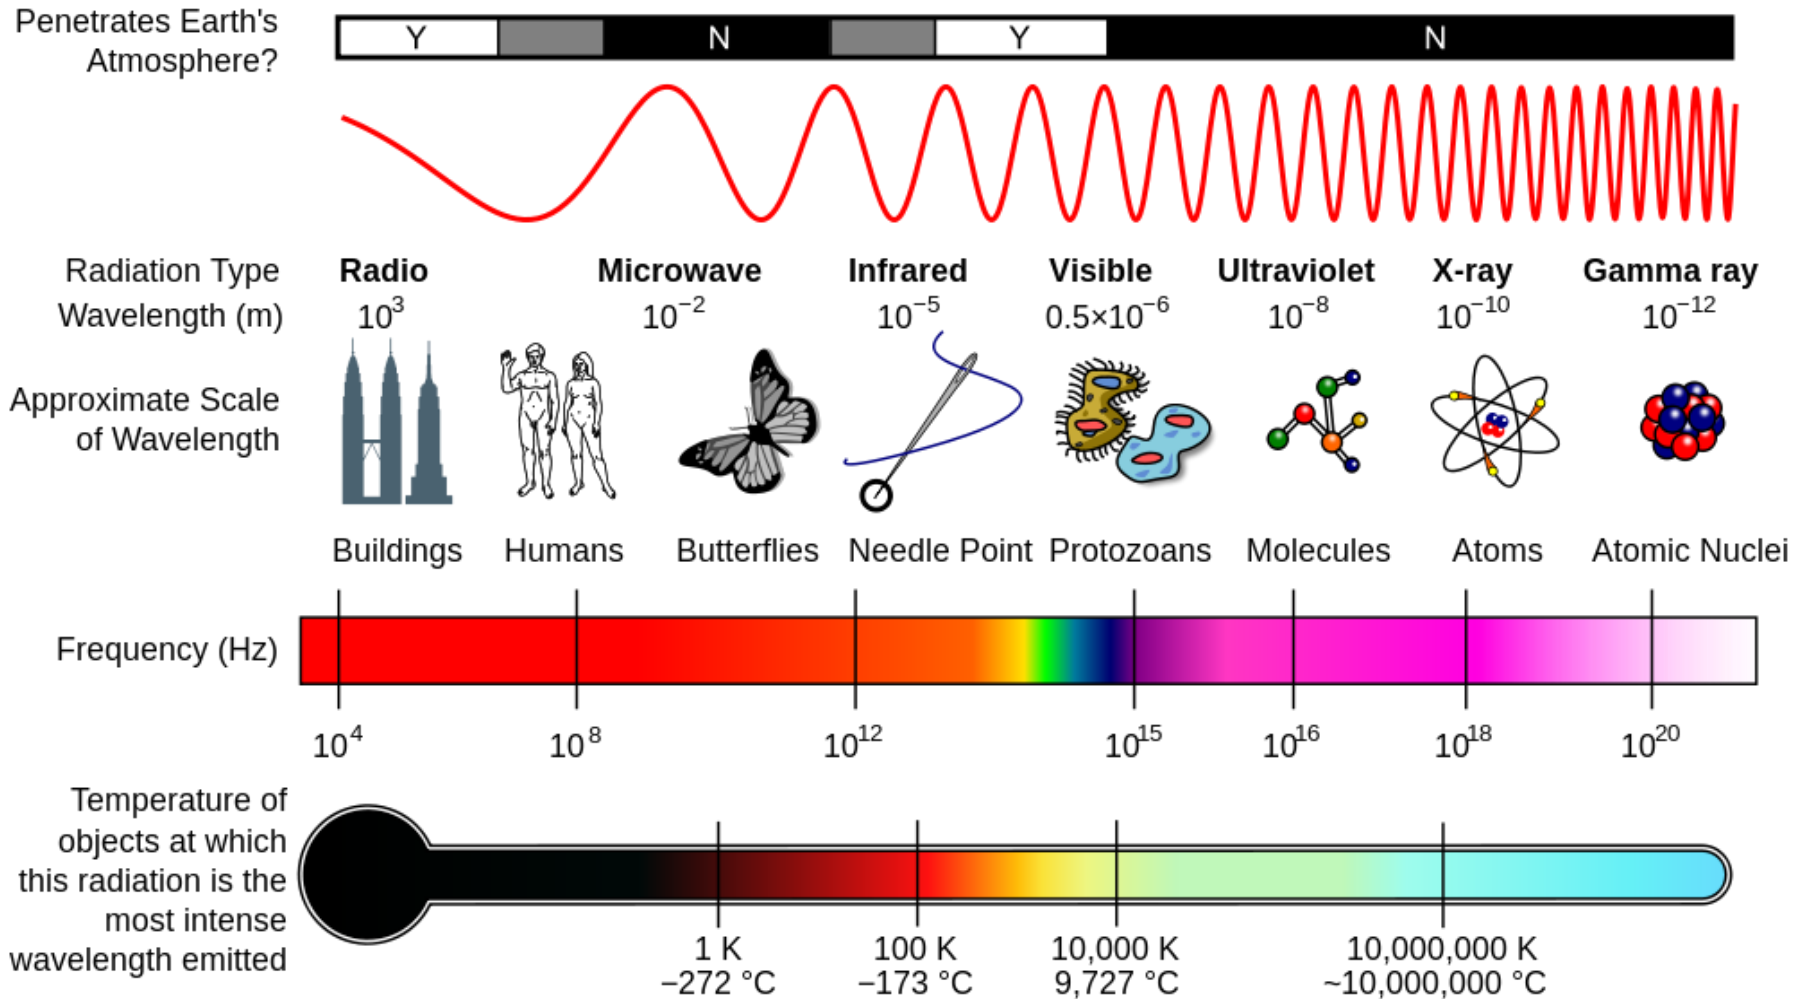 Penetrates Earth's
Atmosphere?
Y N Y N
Radiation Type Radio Microwave Infrared Visible Ultraviolet X-ray Gamma ray
Wavelength (m) 10³ 10⁻² 10⁻⁵ 0.5×10⁻⁶ 10⁻⁸ 10⁻¹⁰ 10⁻¹²
Approximate Scale
of Wavelength
Buildings Humans Butterflies Needle Point Protozoans Molecules Atoms Atomic Nuclei
Frequency (Hz)
10⁴ 10⁸ 10¹² 10¹⁵ 10¹⁶ 10¹⁸ 10²⁰
Temperature of
objects at which
this radiation is the
most intense
wavelength emitted
1 K 100 K 10,000 K 10,000,000 K
−272 °C −173 °C 9,727 °C ~10,000,000 °C